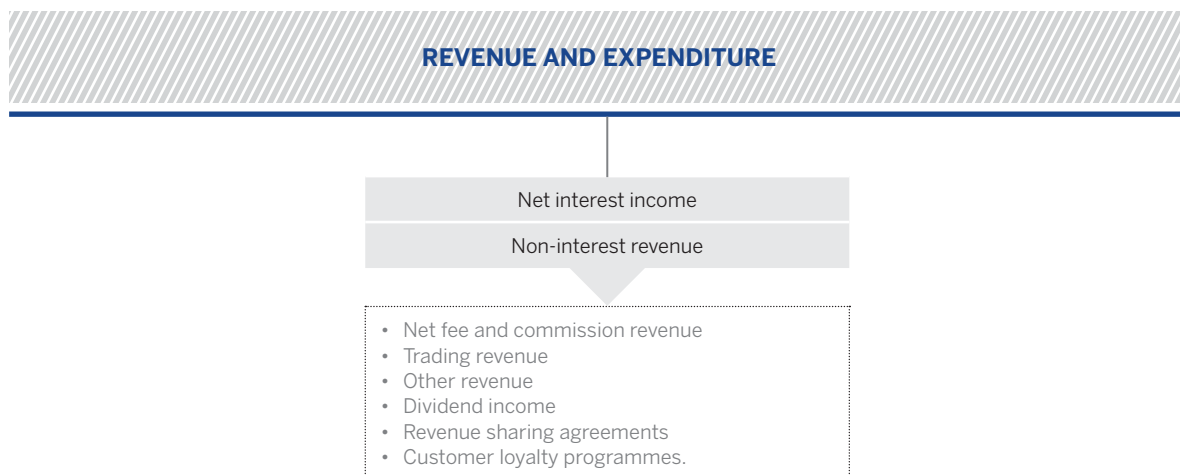 REVENUE AND EXPENDITURE
Net interest income
Non-interest revenue
• Net fee and commission revenue
• Trading revenue
• Other revenue
• Dividend income
• Revenue sharing agreements
• Customer loyalty programmes.